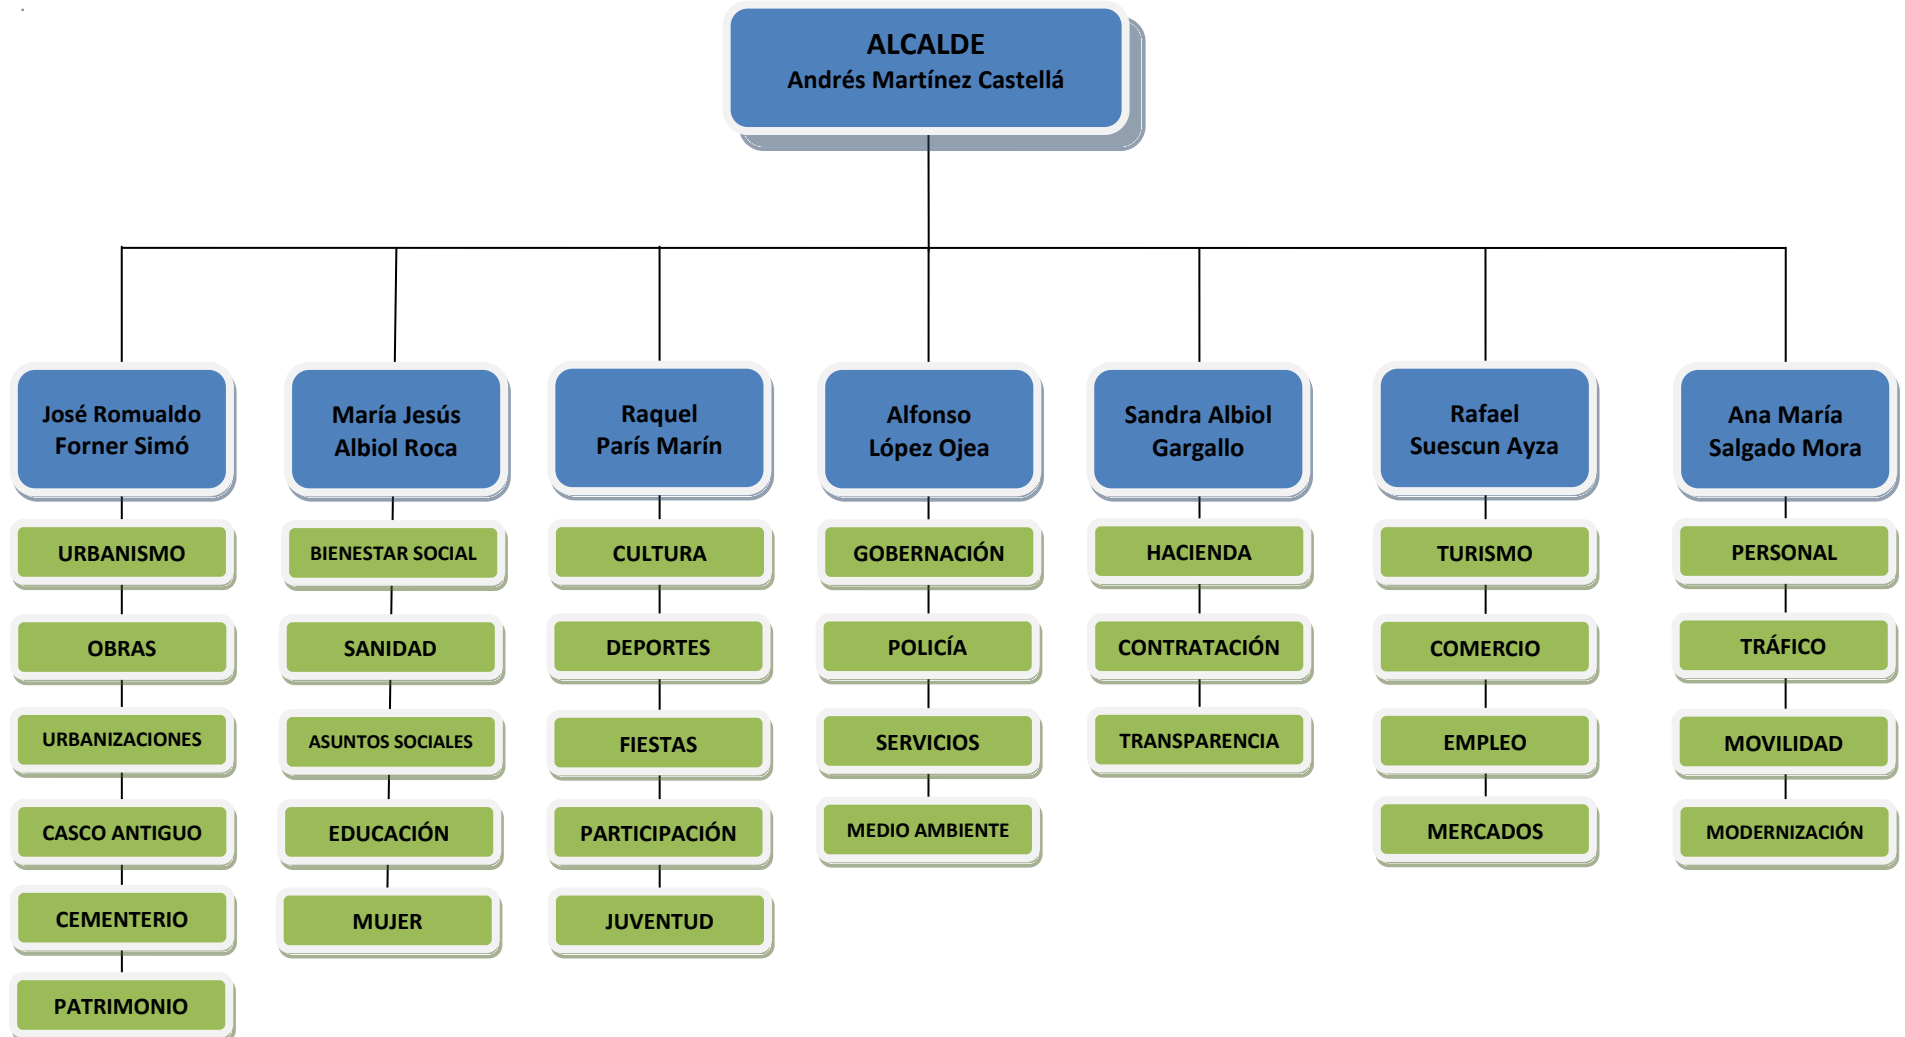 ALCALDE
Andrés Martínez Castellá
José Romualdo
Forner Simó
URBANISMO
OBRAS
URBANIZACIONES
CASCO ANTIGUO
CEMENTERIO
PATRIMONIO
María Jesús
Albiol Roca
BIENESTAR SOCIAL
SANIDAD
ASUNTOS SOCIALES
EDUCACIÓN
MUJER
Raquel
París Marín
CULTURA
DEPORTES
FIESTAS
PARTICIPACIÓN
JUVENTUD
Alfonso
López Ojea
GOBERNACIÓN
POLICÍA
SERVICIOS
MEDIO AMBIENTE
Sandra Albiol
Gargallo
HACIENDA
CONTRATACIÓN
TRANSPARENCIA
Rafael
Suescun Ayza
TURISMO
COMERCIO
EMPLEO
MERCADOS
Ana María
Salgado Mora
PERSONAL
TRÁFICO
MOVILIDAD
MODERNIZACIÓN